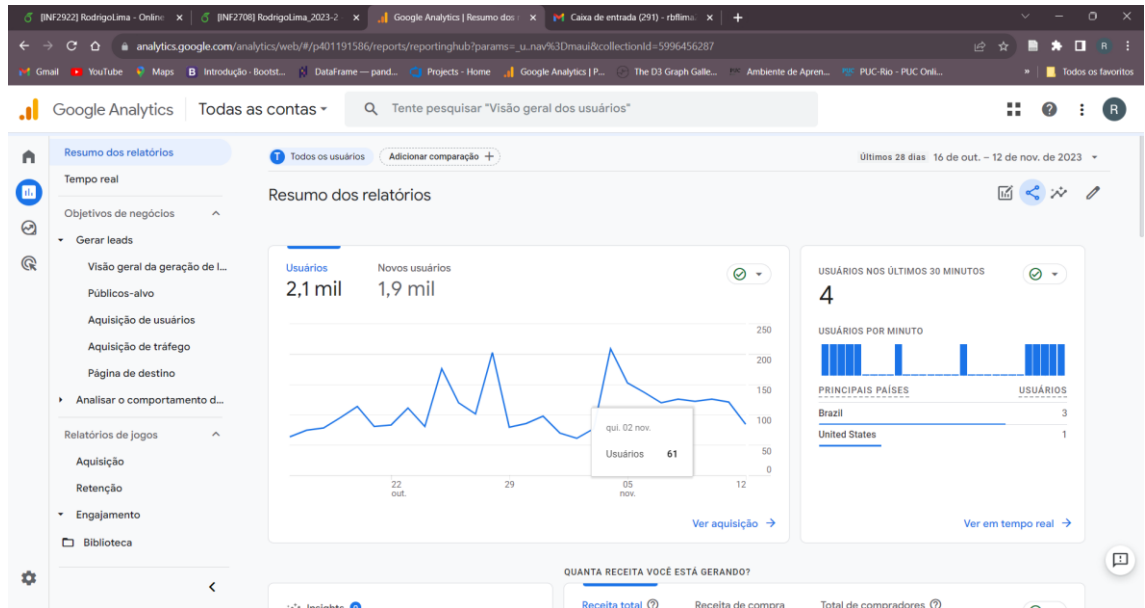 [INF2922] RodrigoLima - Online
[INF2708] RodrigoLima_2023-2
Google Analytics | Resumo dos r
Caixa de entrada (291) - rbflima
analytics.google.com/analytics/web/#/p401191586/reports/reportinghub?params=_u..nav%3Dmaui&collectionId=5996456287
Gmail YouTube Maps Introdução · Bootst... DataFrame — pand... Projects - Home Google Analytics | P... The D3 Graph Galle... Ambiente de Apren... PUC-Rio - PUC Onli... » Todos os favoritos
Google Analytics Todas as contas
Tente pesquisar "Visão geral dos usuários"
R
Resumo dos relatórios
Tempo real
Objetivos de negócios
Gerar leads
Visão geral da geração de l...
Públicos-alvo
Aquisição de usuários
Aquisição de tráfego
Página de destino
Analisar o comportamento d...
Relatórios de jogos
Aquisição
Retenção
Engajamento
Biblioteca
T Todos os usuários
Adicionar comparação +
Últimos 28 dias 16 de out. – 12 de nov. de 2023
Resumo dos relatórios
Usuários Novos usuários
2,1 mil 1,9 mil
250
200
150
100
50
0
qui. 02 nov.
Usuários 61
22 29 05 12
out. nov.
Ver aquisição →
USUÁRIOS NOS ÚLTIMOS 30 MINUTOS
4
USUÁRIOS POR MINUTO
PRINCIPAIS PAÍSES USUÁRIOS
Brazil 3
United States 1
Ver em tempo real →
QUANTA RECEITA VOCÊ ESTÁ GERANDO?
Insights
Receita total Receita de compra Total de compradores